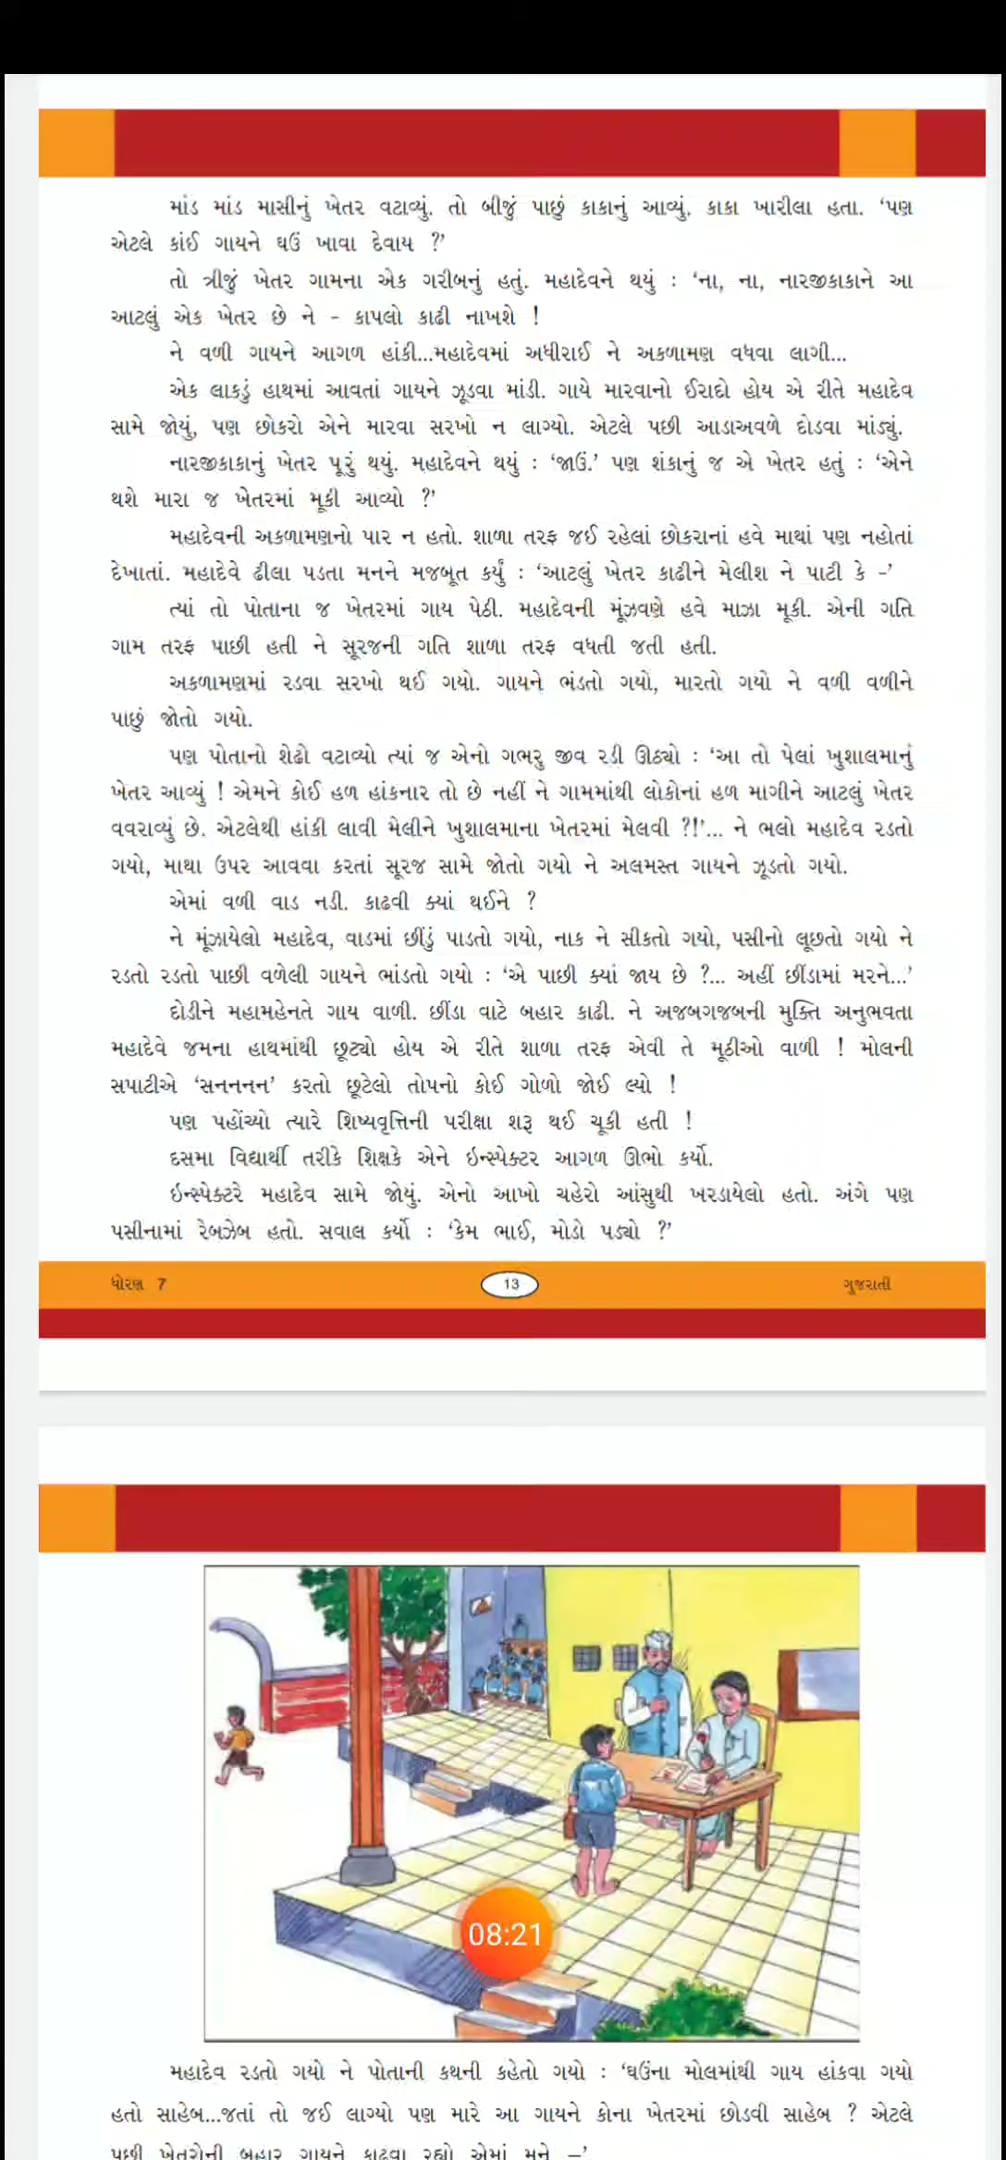 માંડ માંડ માસીનું ખેતર વટાવ્યું. તો બીજું પાછું કાકાનું આવ્યું. કાકા ખારીલા હતા. ‘પણ
એટલે કાંઈ ગાયને ઘઉં ખાવા દેવાય ?’
તો ત્રીજું ખેતર ગામના એક ગરીબનું હતું. મહાદેવને થયું : ‘ના, ના, નારજીકાકાને આ
આટલું એક ખેતર છે ને - કાપલો કાઢી નાખશે !
ને વળી ગાયને આગળ હાંકી...મહાદેવમાં અધીરાઈ ને અકળામણ વધવા લાગી...
એક લાકડું હાથમાં આવતાં ગાયને ઝૂડવા માંડી. ગાયે મારવાનો ઈરાદો હોય એ રીતે મહાદેવ
સામે જોયું, પણ છોકરો એને મારવા સરખો ન લાગ્યો. એટલે પછી આડાઅવળે દોડવા માંડ્યું.
નારજીકાકાનું ખેતર પૂરું થયું. મહાદેવને થયું : ‘જાઉં.’ પણ શંકાનું જ એ ખેતર હતું : ‘એને
થશે મારા જ ખેતરમાં મૂકી આવ્યો ?’
મહાદેવની અકળામણનો પાર ન હતો. શાળા તરફ જઈ રહેલાં છોકરાનાં હવે માથાં પણ નહોતાં
દેખાતાં. મહાદેવે ઢીલા પડતા મનને મજબૂત કર્યું : ‘આટલું ખેતર કાઢીને મેલીશ ને પાટી કે -’
ત્યાં તો પોતાના જ ખેતરમાં ગાય પેઠી. મહાદેવની મૂંઝવણે હવે માઝા મૂકી. એની ગતિ
ગામ તરફ પાછી હતી ને સૂરજની ગતિ શાળા તરફ વધતી જતી હતી.
અકળામણમાં રડવા સરખો થઈ ગયો. ગાયને ભંડતો ગયો, મારતો ગયો ને વળી વળીને
પાછું જોતો ગયો.
પણ પોતાનો શેઢો વટાવ્યો ત્યાં જ એનો ગભરુ જીવ રડી ઊઠ્યો : ‘આ તો પેલાં ખુશાલમાનું
ખેતર આવ્યું ! એમને કોઈ હળ હાંકનાર તો છે નહીં ને ગામમાંથી લોકોનાં હળ માગીને આટલું ખેતર
વવરાવ્યું છે. એટલેથી હાંકી લાવી મેલીને ખુશાલમાના ખેતરમાં મેલવી ?!’... ને ભલો મહાદેવ રડતો
ગયો, માથા ઉપર આવવા કરતાં સૂરજ સામે જોતો ગયો ને અલમસ્ત ગાયને ઝૂડતો ગયો.
એમાં વળી વાડ નડી. કાઢવી ક્યાં થઈને ?
ને મૂંઝાયેલો મહાદેવ, વાડમાં છીંડું પાડતો ગયો, નાક ને સીકતો ગયો, પસીનો લૂછતો ગયો ને
રડતો રડતો પાછી વળેલી ગાયને ભાંડતો ગયો : ‘એ પાછી ક્યાં જાય છે ?... અહીં છીંડામાં મરને...’
દોડીને મહામહેનતે ગાય વાળી. છીંડા વાટે બહાર કાઢી. ને અજબગજબની મુક્તિ અનુભવતા
મહાદેવે જમના હાથમાંથી છૂટ્યો હોય એ રીતે શાળા તરફ એવી તે મૂઠીઓ વાળી ! મોલની
સપાટીએ ‘સનનનન’ કરતો છૂટેલો તોપનો કોઈ ગોળો જોઈ લ્યો !
પણ પહોંચ્યો ત્યારે શિષ્યવૃત્તિની પરીક્ષા શરૂ થઈ ચૂકી હતી !
દસમા વિદ્યાર્થી તરીકે શિક્ષકે એને ઇન્સ્પેક્ટર આગળ ઊભો કર્યો.
ઇન્સ્પેક્ટરે મહાદેવ સામે જોયું. એનો આખો ચહેરો આંસુથી ખરડાયેલો હતો. અંગે પણ
પસીનામાં રેબઝેબ હતો. સવાલ કર્યો : ‘કેમ ભાઈ, મોડો પડ્યો ?’
ધોરણ 7
13
ગુજરાતી
08:21
મહાદેવ રડતો ગયો ને પોતાની કથની કહેતો ગયો : ‘ઘઉંના મોલમાંથી ગાય હાંકવા ગયો
હતો સાહેબ...જતાં તો જઈ લાગ્યો પણ મારે આ ગાયને કોના ખેતરમાં છોડવી સાહેબ ? એટલે
પછી ખેતરોની બહાર ગાયને કાઢવા રહ્યો એમાં મને –’